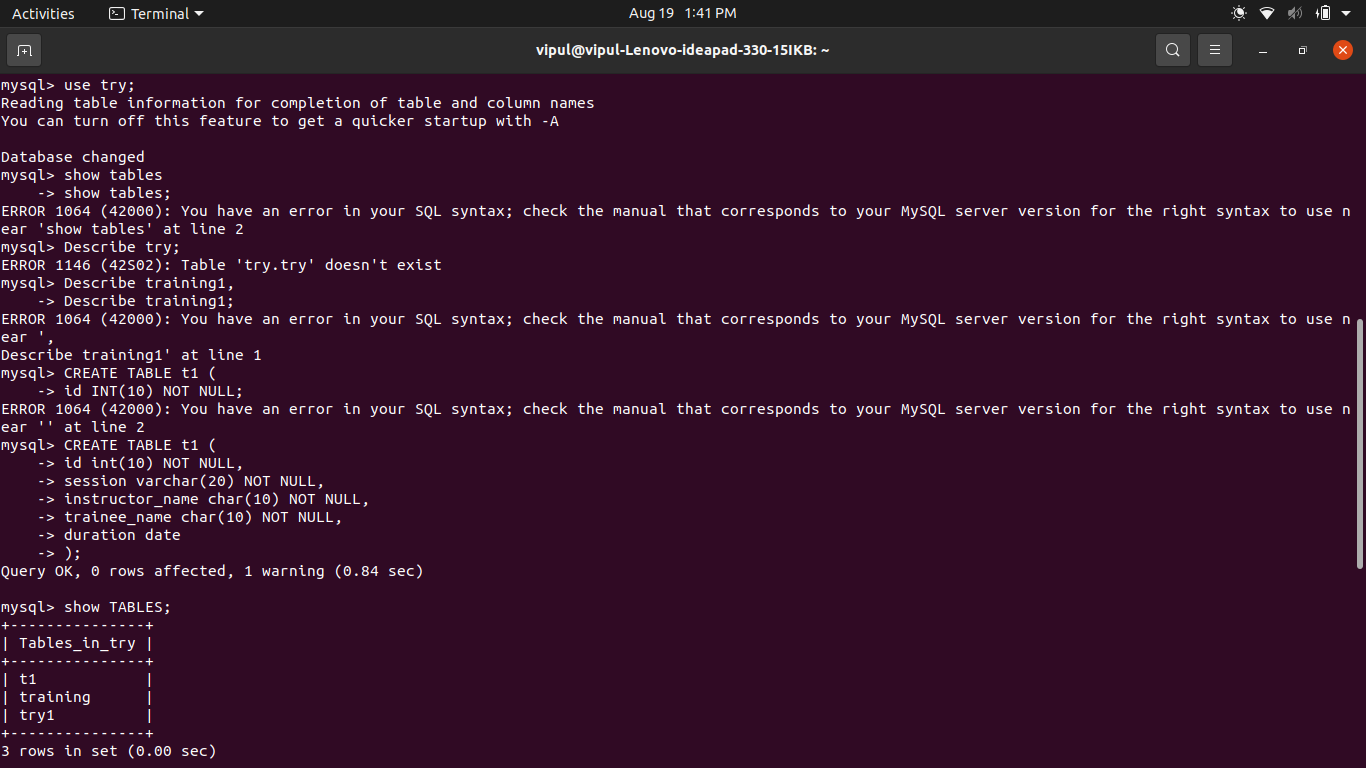 Activities Terminal Aug 19 1:41 PM
vipul@vipul-Lenovo-ideapad-330-15IKB: ~
mysql> use try;
Reading table information for completion of table and column names
You can turn off this feature to get a quicker startup with -A
Database changed
mysql> show tables
    -> show tables;
ERROR 1064 (42000): You have an error in your SQL syntax; check the manual that corresponds to your MySQL server version for the right syntax to use n
ear 'show tables' at line 2
mysql> Describe try;
ERROR 1146 (42S02): Table 'try.try' doesn't exist
mysql> Describe training1,
    -> Describe training1;
ERROR 1064 (42000): You have an error in your SQL syntax; check the manual that corresponds to your MySQL server version for the right syntax to use n
ear ',
Describe training1' at line 1
mysql> CREATE TABLE t1 (
    -> id INT(10) NOT NULL;
ERROR 1064 (42000): You have an error in your SQL syntax; check the manual that corresponds to your MySQL server version for the right syntax to use n
ear '' at line 2
mysql> CREATE TABLE t1 (
    -> id int(10) NOT NULL,
    -> session varchar(20) NOT NULL,
    -> instructor_name char(10) NOT NULL,
    -> trainee_name char(10) NOT NULL,
    -> duration date
    -> );
Query OK, 0 rows affected, 1 warning (0.84 sec)
mysql> show TABLES;
+---------------+
| Tables_in_try |
+---------------+
| t1            |
| training      |
| try1          |
+---------------+
3 rows in set (0.00 sec)